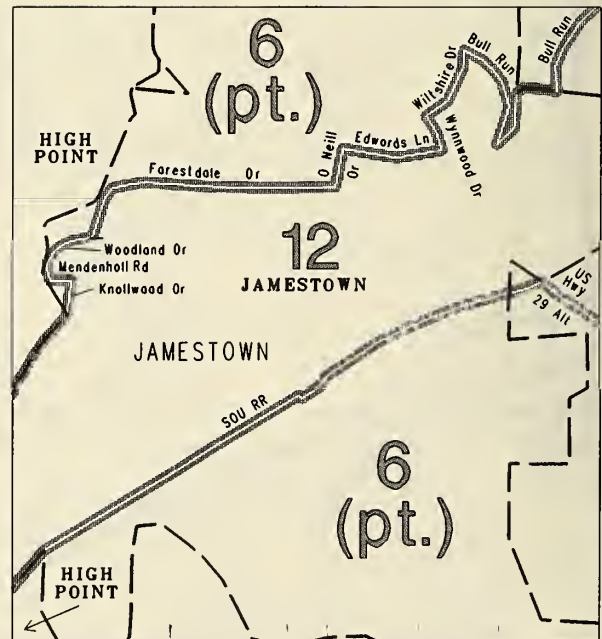 6
(pt.)
Bull Run
Bull Run
Wiltshire Dr
HIGH
POINT
O Neill
Dr
Edwards Ln
Wynnwood Dr
Forestdale Dr
12
JAMESTOWN
Woodland Dr
Mendenhall Rd
Knollwood Dr
US
Hwy
29 Alt
JAMESTOWN
SOU RR
6
(pt.)
HIGH
POINT